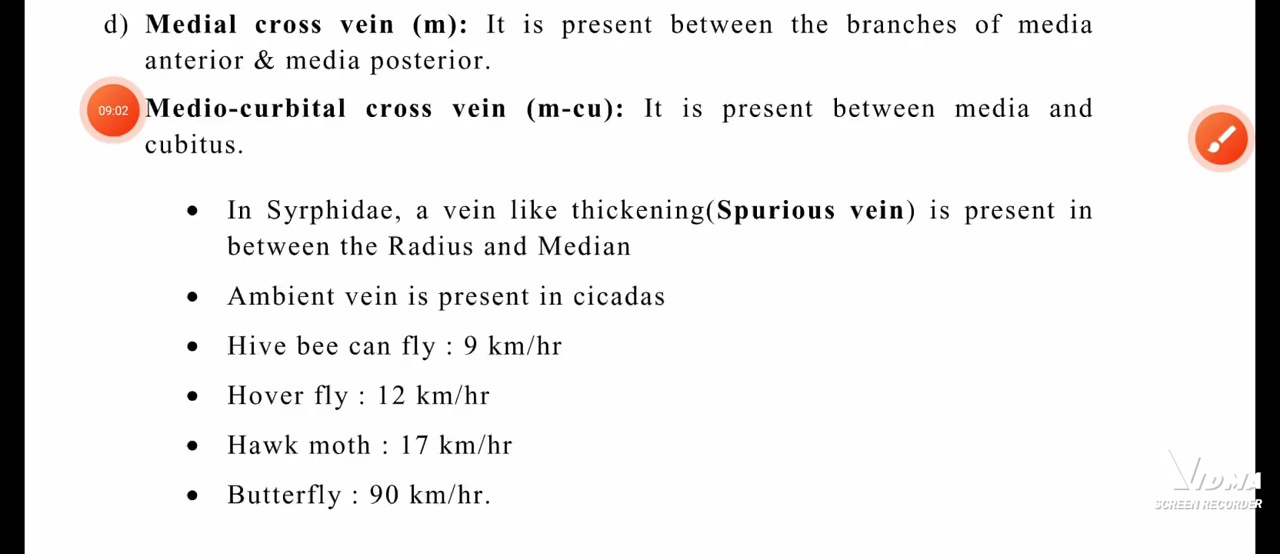 d) Medial cross vein (m): It is present between the branches of media
anterior & media posterior.
09:02
Medio-curbital cross vein (m-cu): It is present between media and
cubitus.
• In Syrphidae, a vein like thickening(Spurious vein) is present in
between the Radius and Median
• Ambient vein is present in cicadas
• Hive bee can fly : 9 km/hr
• Hover fly : 12 km/hr
• Hawk moth : 17 km/hr
• Butterfly : 90 km/hr.
VIDMA
SCREEN RECORDER